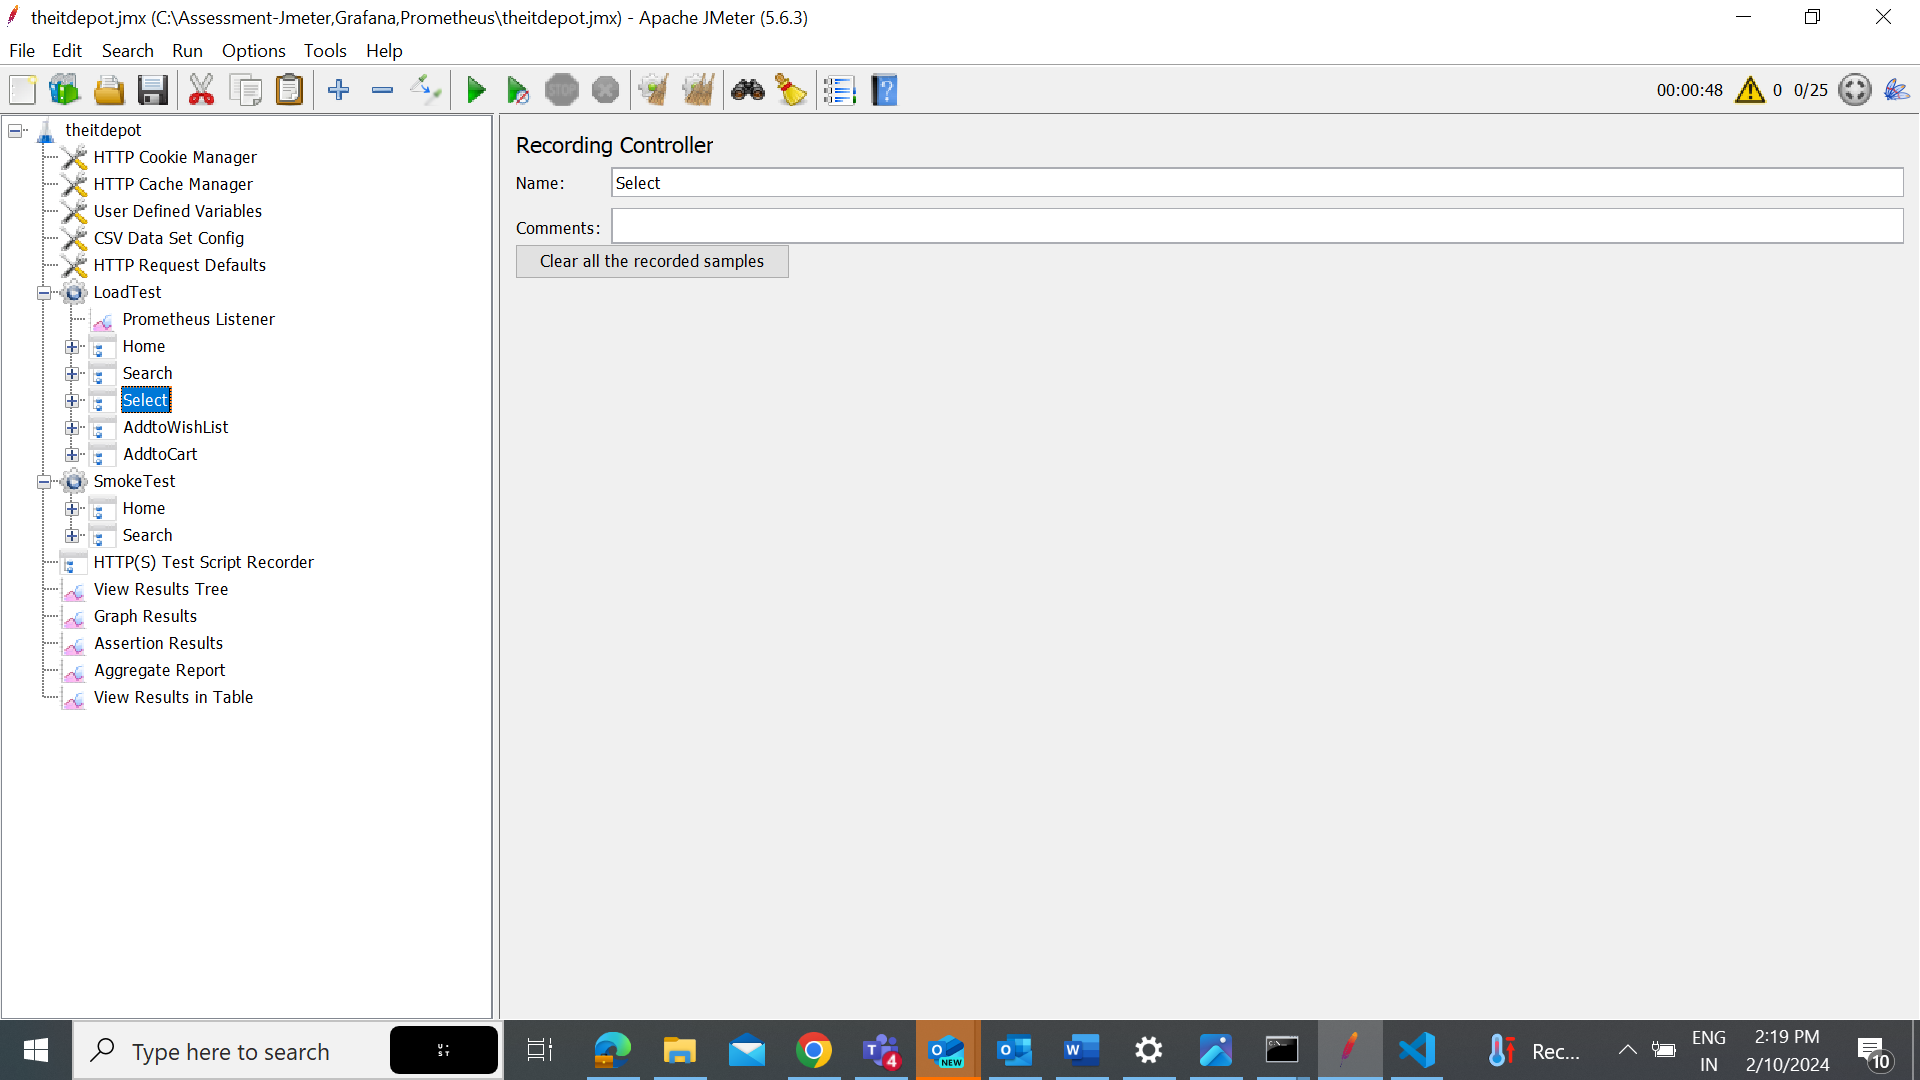 theitdepot.jmx (C:\Assessment-Jmeter,Grafana,Prometheus\theitdepot.jmx) - Apache JMeter (5.6.3)
File Edit Search Run Options Tools Help
STOP
00:00:48 0 0/25
theitdepot
HTTP Cookie Manager
HTTP Cache Manager
User Defined Variables
CSV Data Set Config
HTTP Request Defaults
LoadTest
Prometheus Listener
Home
Search
Select
AddtoWishList
AddtoCart
SmokeTest
Home
Search
HTTP(S) Test Script Recorder
View Results Tree
Graph Results
Assertion Results
Aggregate Report
View Results in Table
Recording Controller
Name: Select
Comments:
Clear all the recorded samples
Type here to search
U ST
T 4
NEW
W
Rec...
ENG
IN
2:19 PM
2/10/2024
10